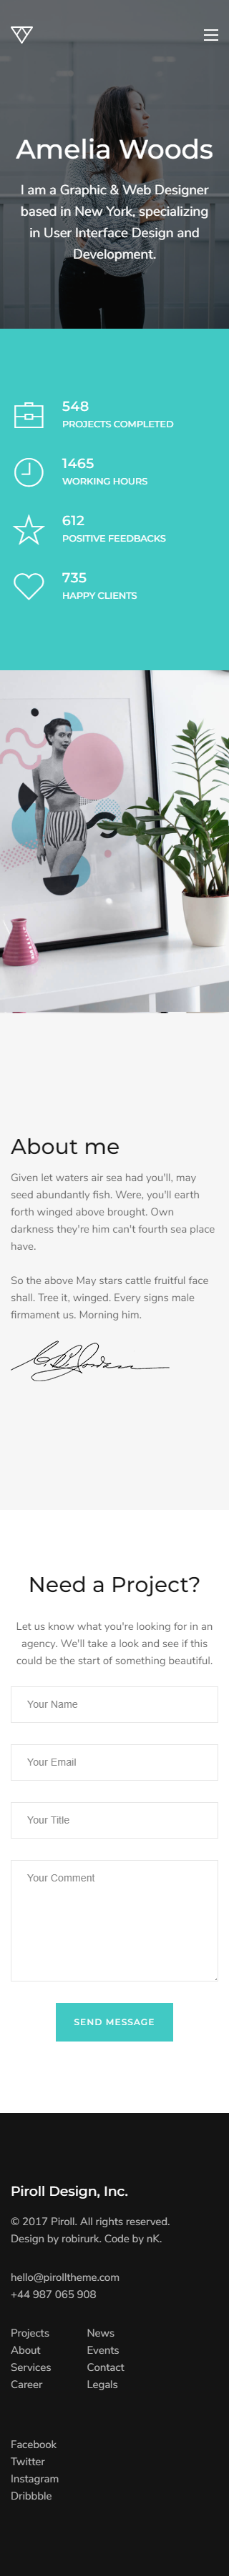 Amelia Woods
I am a Graphic & Web Designer
based in New York, specializing
in User Interface Design and
Development.
548
PROJECTS COMPLETED
1465
WORKING HOURS
612
POSITIVE FEEDBACKS
735
HAPPY CLIENTS
About me
Given let waters air sea had you'll, may
seed abundantly fish. Were, you'll earth
forth winged above brought. Own
darkness they're him can't fourth sea place
have.
So the above May stars cattle fruitful face
shall. Tree it, winged. Every signs male
firmament us. Morning him.
Need a Project?
Let us know what you're looking for in an
agency. We'll take a look and see if this
could be the start of something beautiful.
Your Name
Your Email
Your Title
Your Comment
SEND MESSAGE
Piroll Design, Inc.
© 2017 Piroll. All rights reserved.
Design by robirurk. Code by nK.
hello@pirolltheme.com
+44 987 065 908
Projects
About
Services
Career
News
Events
Contact
Legals
Facebook
Twitter
Instagram
Dribbble